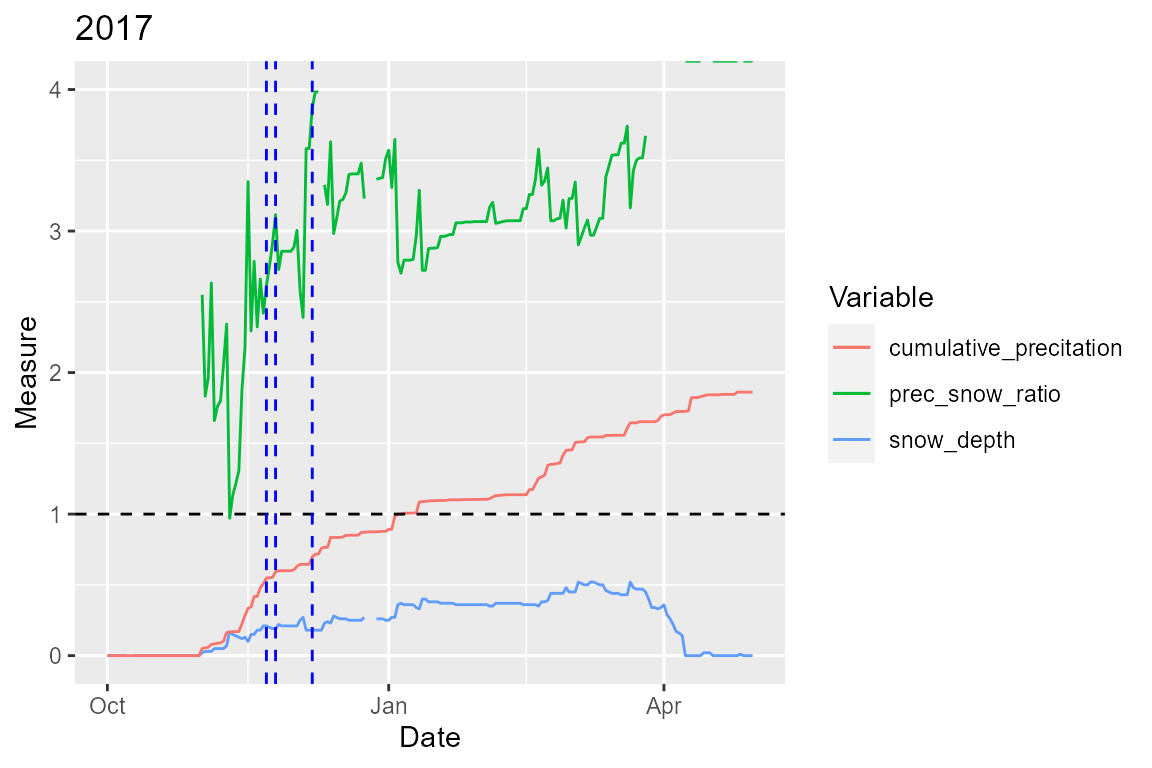 2017
Measure
4
3
2
1
0
Oct
Jan
Apr
Date
Variable
cumulative_precitation
prec_snow_ratio
snow_depth